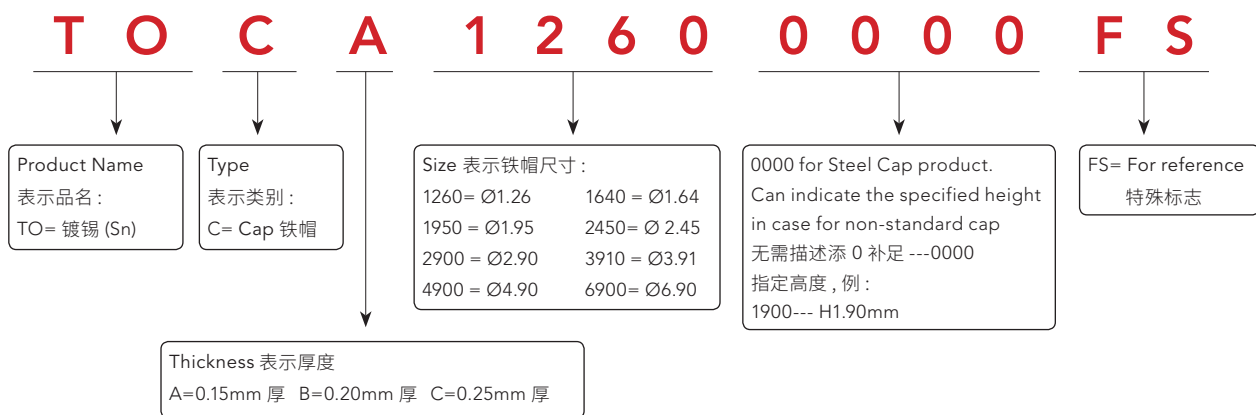 T O C A 1 2 6 0 0 0 0 0 F S
Product Name
表示品名 :
TO= 镀锡 (Sn)
Type
表示类别 :
C= Cap 铁帽
Size 表示铁帽尺寸 :
1260= Ø1.26 1640 = Ø1.64
1950 = Ø1.95 2450= Ø 2.45
2900 = Ø2.90 3910 = Ø3.91
4900 = Ø4.90 6900= Ø6.90
0000 for Steel Cap product.
Can indicate the specified height
in case for non-standard cap
无需描述添 0 补足 ---0000
指定高度 , 例 :
1900--- H1.90mm
FS= For reference
特殊标志
Thickness 表示厚度
A=0.15mm 厚 B=0.20mm 厚 C=0.25mm 厚